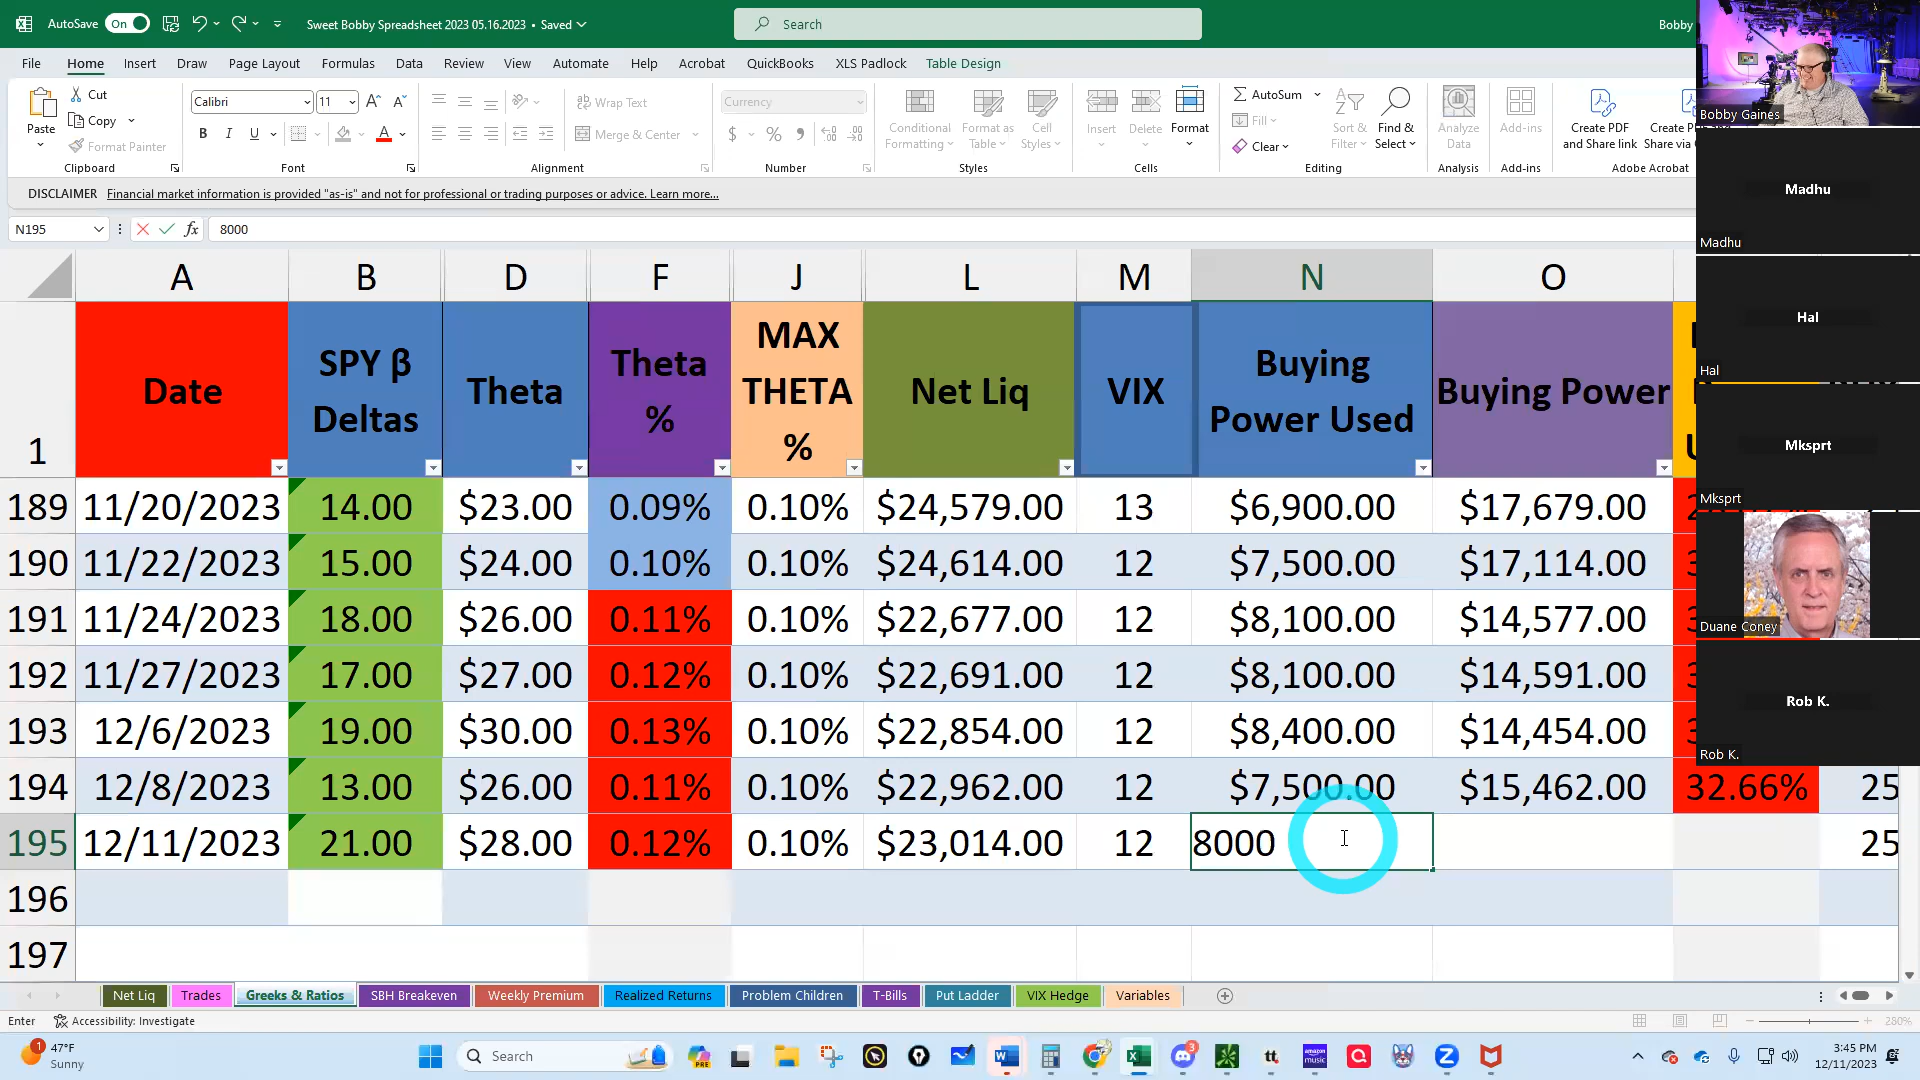 AutoSave On Sweet Bobby Spreadsheet 2023 05.16.2023 • Saved Search Bobby
File Home Insert Draw Page Layout Formulas Data Review View Automate Help Acrobat QuickBooks XLS Padlock Table Design
Paste Cut Copy Format Painter Clipboard
Calibri 11 B I U A Font
Wrap Text Merge & Center Alignment
Currency $ % Number
Conditional Formatting Format as Table Cell Styles Styles
Insert Delete Format Cells
AutoSum Fill Clear Sort & Filter Find & Select Editing
Analyze Data Analysis
Add-ins Add-ins
Create PDF and Share link Adobe Acrobat
DISCLAIMER Financial market information is provided "as-is" and not for professional or trading purposes or advice. Learn more...
N195 fx 8000
A B D F J L M N O
1 Date SPY β Deltas Theta Theta % MAX THETA % Net Liq VIX Buying Power Used Buying Power
189 11/20/2023 14.00 $23.00 0.09% 0.10% $24,579.00 13 $6,900.00 $17,679.00
190 11/22/2023 15.00 $24.00 0.10% 0.10% $24,614.00 12 $7,500.00 $17,114.00
191 11/24/2023 18.00 $26.00 0.11% 0.10% $22,677.00 12 $8,100.00 $14,577.00
192 11/27/2023 17.00 $27.00 0.12% 0.10% $22,691.00 12 $8,100.00 $14,591.00
193 12/6/2023 19.00 $30.00 0.13% 0.10% $22,854.00 12 $8,400.00 $14,454.00
194 12/8/2023 13.00 $26.00 0.11% 0.10% $22,962.00 12 $7,500.00 $15,462.00 32.66% 25
195 12/11/2023 21.00 $28.00 0.12% 0.10% $23,014.00 12 8000 25
196
197
Net Liq Trades Greeks & Ratios SBH Breakeven Weekly Premium Realized Returns Problem Children T-Bills Put Ladder VIX Hedge Variables
Enter Accessibility: Investigate 280%
1 47°F Sunny Search PRE W amazon music tt 3 Z 3:45 PM 12/11/2023
Bobby Gaines
Madhu
Madhu
Hal
Hal
Mksprt
Mksprt
Duane Coney
Rob K.
Rob K.